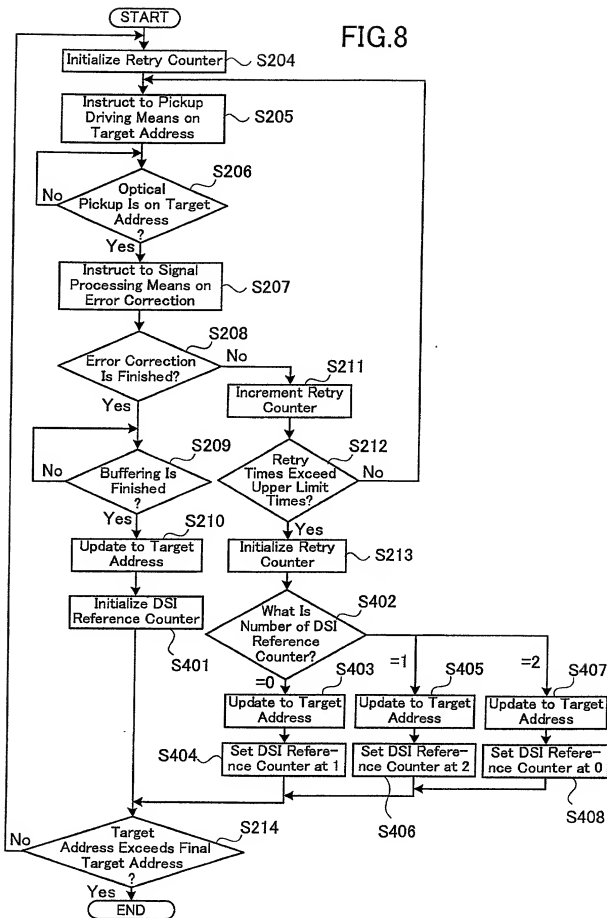 START
FIG.8
Initialize Retry Counter
S204
Instruct to Pickup
Driving Means on
Target Address
S205
S206
No
Optical
Pickup Is on Target
Address
?
Yes
Instruct to Signal
Processing Means on
Error Correction
S207
S208
Error Correction
Is Finished?
No
Yes
S211
Increment Retry
Counter
S209
No
Buffering Is
Finished
?
Yes
S212
Retry
Times Exceed
Upper Limit
Times?
No
Yes
S210
Update to Target
Address
Initialize Retry
Counter
S213
Initialize DSI
Reference Counter
S401
S402
What Is
Number of DSI
Reference
Counter?
=0
=1
=2
S403
S405
S407
Update to Target
Address
Update to Target
Address
Update to Target
Address
S404
Set DSI Refere-
nce Counter at 1
Set DSI Refere-
nce Counter at 2
Set DSI Refere-
nce Counter at 0
S406
S408
S214
No
Target
Address Exceeds Final
Target Address
?
Yes
END